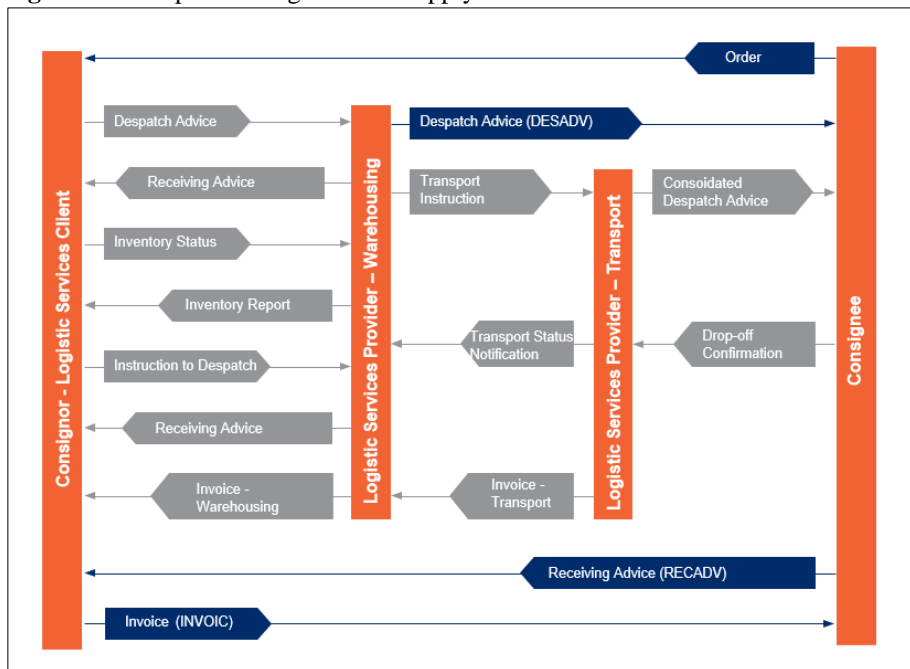 Order
Despatch Advice
Despatch Advice (DESADV)
Receiving Advice
Transport
Instruction
Consoidated
Despatch Advice
Inventory Status
Inventory Report
Transport Status
Notification
Drop-off
Confirmation
Instruction to Despatch
Receiving Advice
Invoice -
Warehousing
Invoice -
Transport
Receiving Advice (RECADV)
Invoice (INVOIC)
Consignor - Logistic Services Client
Logistic Services Provider – Warehousing
Logistic Services Provider – Transport
Consignee